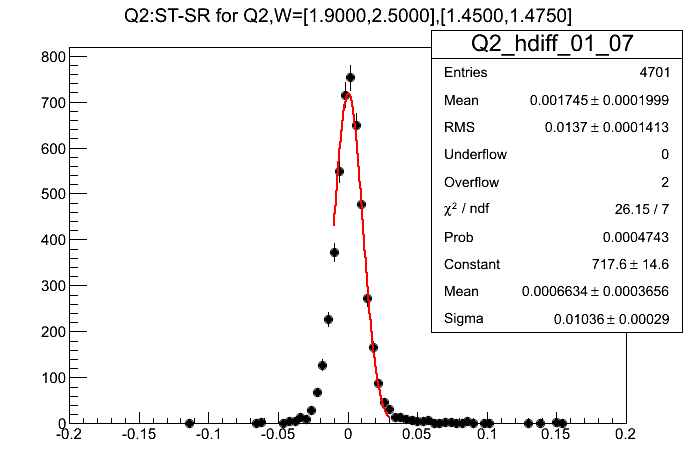 Q2:ST-SR for Q2,W=[1.9000,2.5000],[1.4500,1.4750]
Q2_hdiff_01_07
Entries 4701
Mean 0.001745 ± 0.0001999
RMS 0.0137 ± 0.0001413
Underflow 0
Overflow 2
χ² / ndf 26.15 / 7
Prob 0.0004743
Constant 717.6 ± 14.6
Mean 0.0006634 ± 0.0003656
Sigma 0.01036 ± 0.00029
800
700
600
500
400
300
200
100
0
-0.2 -0.15 -0.1 -0.05 0 0.05 0.1 0.15 0.2